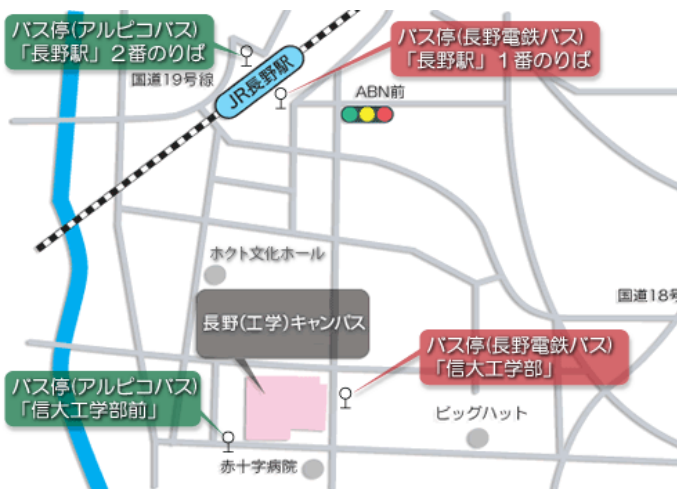 バス停(アルピコバス)
「長野駅」２番のりば
バス停(長野電鉄バス)
「長野駅」１番のりば
国道19号線
JR長野駅
ABN前
ホクト文化ホール
国道18号
長野(工学)キャンパス
バス停(長野電鉄バス)
「信大工学部」
バス停(アルピコバス)
「信大工学部前」
ビッグハット
赤十字病院